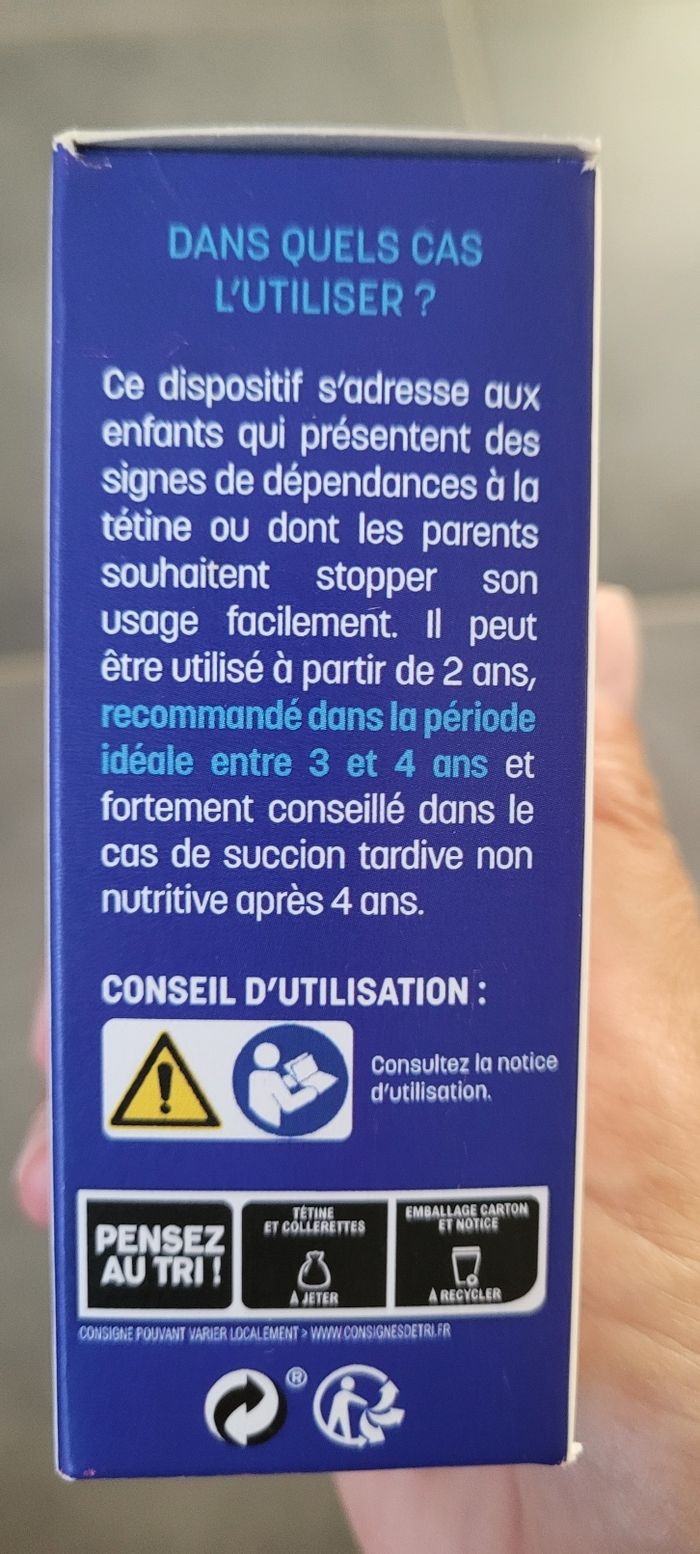 DANS QUELS CAS
L'UTILISER ?
Ce dispositif s'adresse aux
enfants qui présentent des
signes de dépendances à la
tétine ou dont les parents
souhaitent stopper son
usage facilement. Il peut
être utilisé à partir de 2 ans,
recommandé dans la période
idéale entre 3 et 4 ans et
fortement conseillé dans le
cas de succion tardive non
nutritive après 4 ans.
CONSEIL D'UTILISATION :
Consultez la notice
d'utilisation.
PENSEZ
AU TRI !
TÉTINE
ET COLLERETTES
À JETER
EMBALLAGE CARTON
ET NOTICE
À RECYCLER
CONSIGNE POUVANT VARIER LOCALEMENT > WWW.CONSIGNESDETRI.FR
®